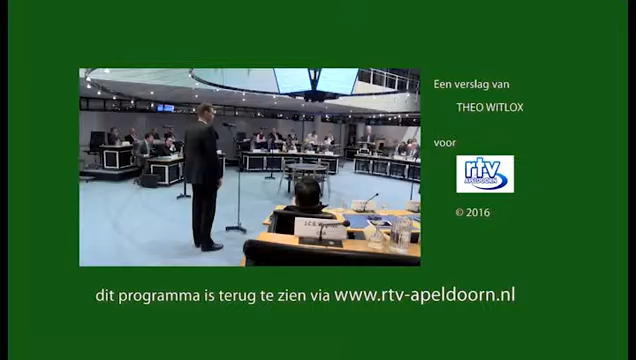 Een verslag van
THEO WITLOX
voor
rtv
APELDOORN
© 2016
dit programma is terug te zien via www.rtv-apeldoorn.nl